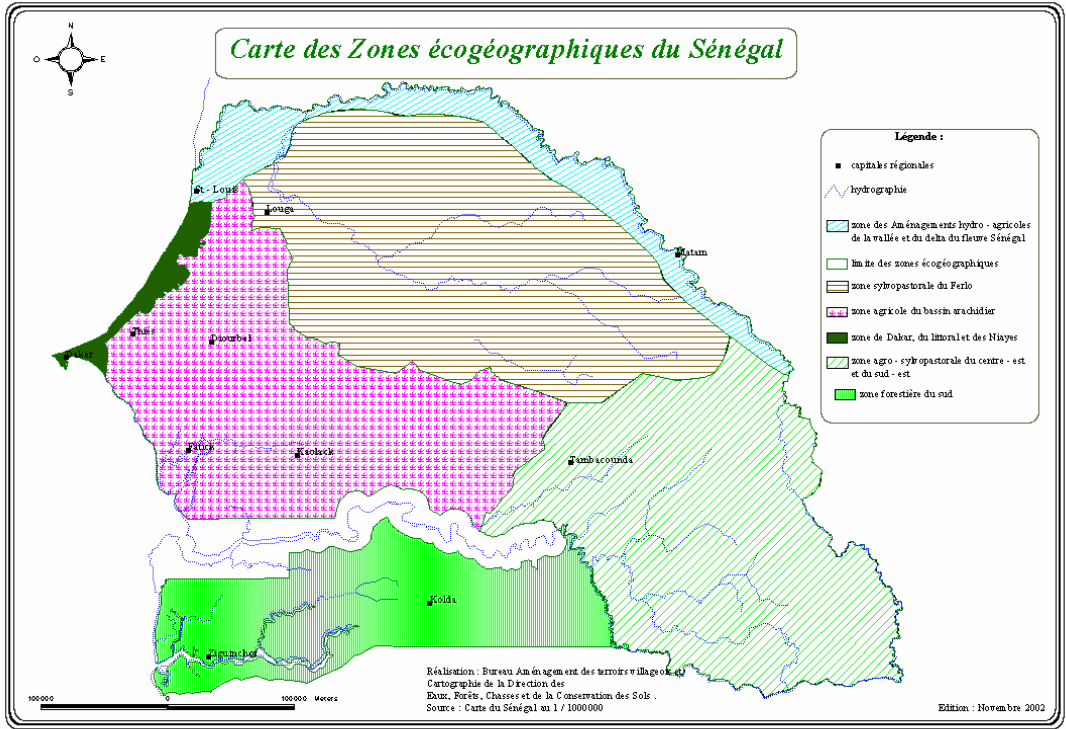 Carte des Zones écogéographiques du Sénégal
N
O
E
S
Légende :
capitales régionales
hydrographie
zone des Aménagements hydro - agricoles
de la vallée et du delta du fleuve Sénégal
limite des zones écogéographiques
zone sylvopastorale du Ferlo
zone agricole du bassin arachidier
zone de Dakar, du littoral et des Niayes
zone agro - sylvopastorale du centre - est
et du sud - est
zone forestière du sud
St - Louis
Louga
Matam
Thiès
Diourbel
Dakar
Fatick
Kaolack
Tambacounda
Kolda
Ziguinchor
Réalisation : Bureau Aménagement des terroirs villageois et
Cartographie de la Direction des
Eaux, Forêts, Chasses et de la Conservation des Sols .
Source : Carte du Sénégal au 1 / 1000000
100000 0 100000 Meters
Edition : Novembre 2002